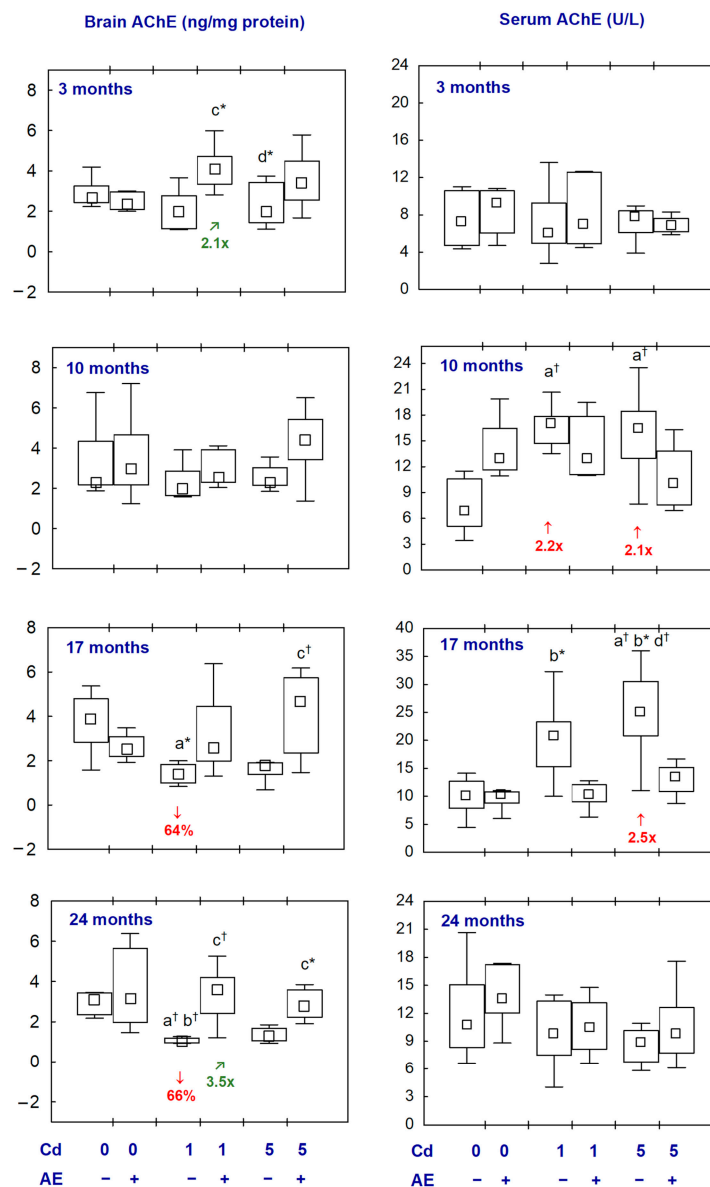 Brain AChE (ng/mg protein)
Serum AChE (U/L)
3 months
8
6
4
2
0
−2
c*
d*
↗
2.1x
3 months
24
20
16
12
8
4
0
10 months
8
6
4
2
0
−2
10 months
24
21
18
15
12
9
6
3
0
a†
a†
↑
2.2x
↑
2.1x
17 months
8
6
4
2
0
−2
a*
c†
↓
64%
17 months
40
35
30
25
20
15
10
5
0
b*
a† b* d†
↑
2.5x
24 months
8
6
4
2
0
−2
a† b†
c†
c*
↓
66%
↗
3.5x
24 months
24
21
18
15
12
9
6
3
0
Cd 0 0 1 1 5 5
AE − + − + − +
0 0 1 1 5 5
− + − + − +